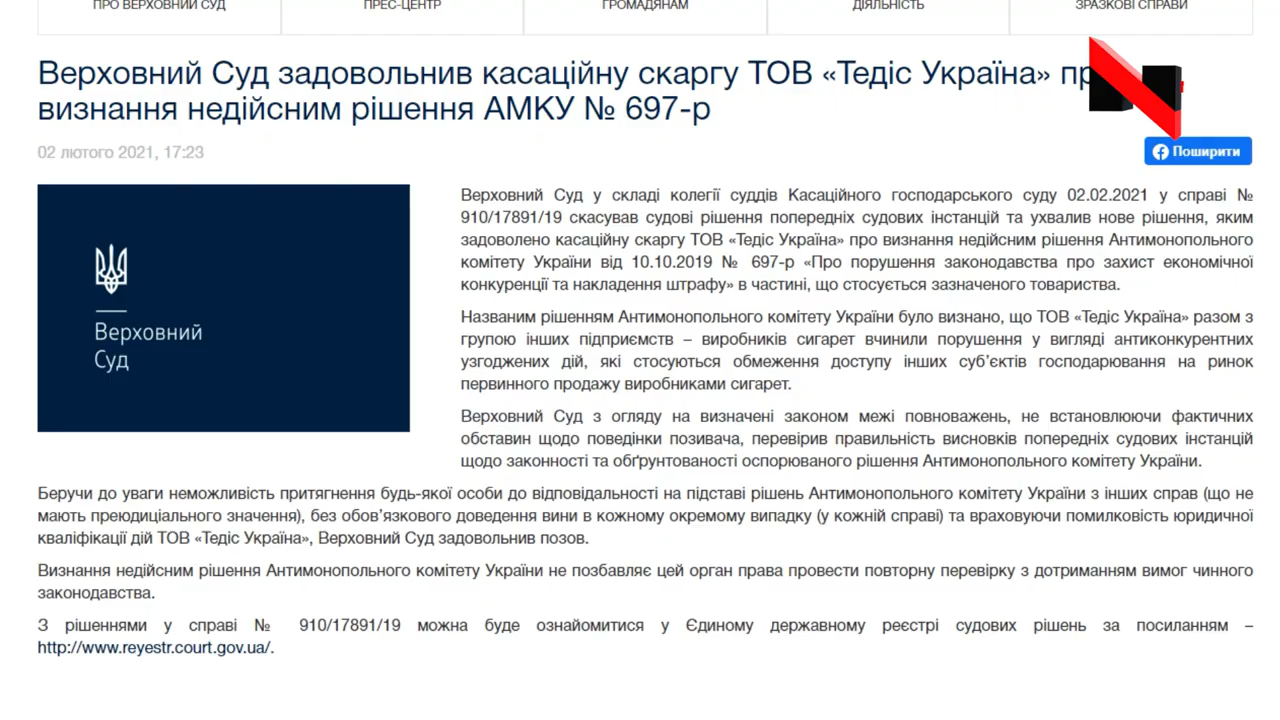 ПРО ВЕРХОВНИЙ СУД
ПРЕС-ЦЕНТР
ГРОМАДЯНАМ
ДІЯЛЬНІСТЬ
ЗРАЗКОВІ СПРАВИ
Верховний Суд задовольнив касаційну скаргу ТОВ «Тедіс Україна»
визнання недійсним рішення АМКУ № 697-р
02 лютого 2021, 17:23
Поширити
Верховний
Суд
Верховний Суд у складі колегії суддів Касаційного господарського суду 02.02.2021 у справі №
910/17891/19 скасував судові рішення попередніх судових інстанцій та ухвалив нове рішення, яким
задоволено касаційну скаргу ТОВ «Тедіс Україна» про визнання недійсним рішення Антимонопольного
комітету України від 10.10.2019 № 697-р «Про порушення законодавства про захист економічної
конкуренції та накладення штрафу» в частині, що стосується зазначеного товариства.
Названим рішенням Антимонопольного комітету України було визнано, що ТОВ «Тедіс Україна» разом з
групою інших підприємств – виробників сигарет вчинили порушення у вигляді антиконкурентних
узгоджених дій, які стосуються обмеження доступу інших суб’єктів господарювання на ринок
первинного продажу виробниками сигарет.
Верховний Суд з огляду на визначені законом межі повноважень, не встановлюючи фактичних
обставин щодо поведінки позивача, перевірив правильність висновків попередніх судових інстанцій
щодо законності та обґрунтованості оспорюваного рішення Антимонопольного комітету України.
Беручи до уваги неможливість притягнення будь-якої особи до відповідальності на підставі рішень Антимонопольного комітету України з інших справ (що не
мають преюдиціального значення), без обов’язкового доведення вини в кожному окремому випадку (у кожній справі) та враховуючи помилковість юридичної
кваліфікації дій ТОВ «Тедіс Україна», Верховний Суд задовольнив позов.
Визнання недійсним рішення Антимонопольного комітету України не позбавляє цей орган права провести повторну перевірку з дотриманням вимог чинного
законодавства.
З рішеннями у справі № 910/17891/19 можна буде ознайомитися у Єдиному державному реєстрі судових рішень за посиланням –
http://www.reyestr.court.gov.ua/.